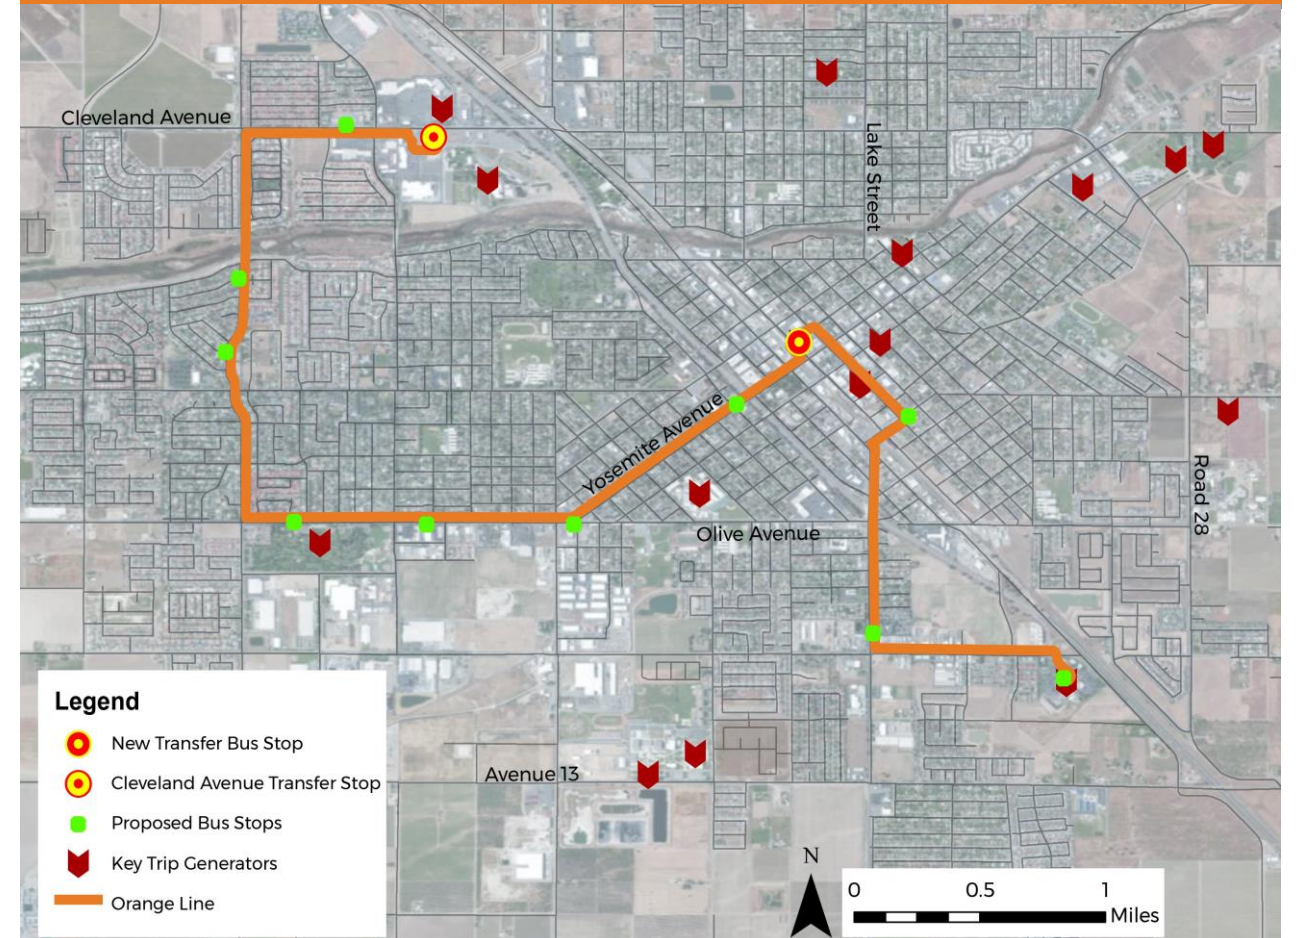 Cleveland Avenue
Lake Street
Yosemite Avenue
Road 28
Olive Avenue
Avenue 13
Legend
New Transfer Bus Stop
Cleveland Avenue Transfer Stop
Proposed Bus Stops
Key Trip Generators
Orange Line
N
0 0.5 1
Miles